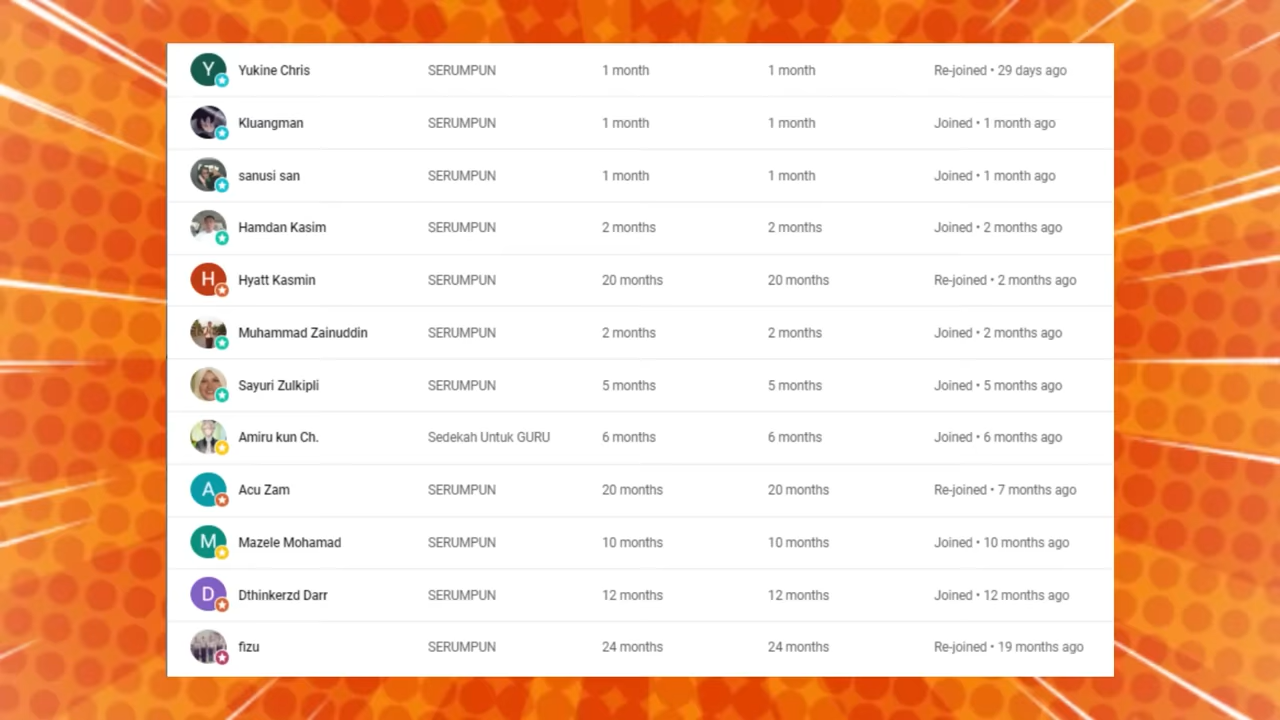 Y Yukine Chris SERUMPUN 1 month 1 month Re-joined • 29 days ago
Kluangman SERUMPUN 1 month 1 month Joined • 1 month ago
sanusi san SERUMPUN 1 month 1 month Joined • 1 month ago
Hamdan Kasim SERUMPUN 2 months 2 months Joined • 2 months ago
H Hyatt Kasmin SERUMPUN 20 months 20 months Re-joined • 2 months ago
Muhammad Zainuddin SERUMPUN 2 months 2 months Joined • 2 months ago
Sayuri Zulkipli SERUMPUN 5 months 5 months Joined • 5 months ago
Amiru kun Ch. Sedekah Untuk GURU 6 months 6 months Joined • 6 months ago
A Acu Zam SERUMPUN 20 months 20 months Re-joined • 7 months ago
M Mazele Mohamad SERUMPUN 10 months 10 months Joined • 10 months ago
D Dthinkerzd Darr SERUMPUN 12 months 12 months Joined • 12 months ago
fizu SERUMPUN 24 months 24 months Re-joined • 19 months ago